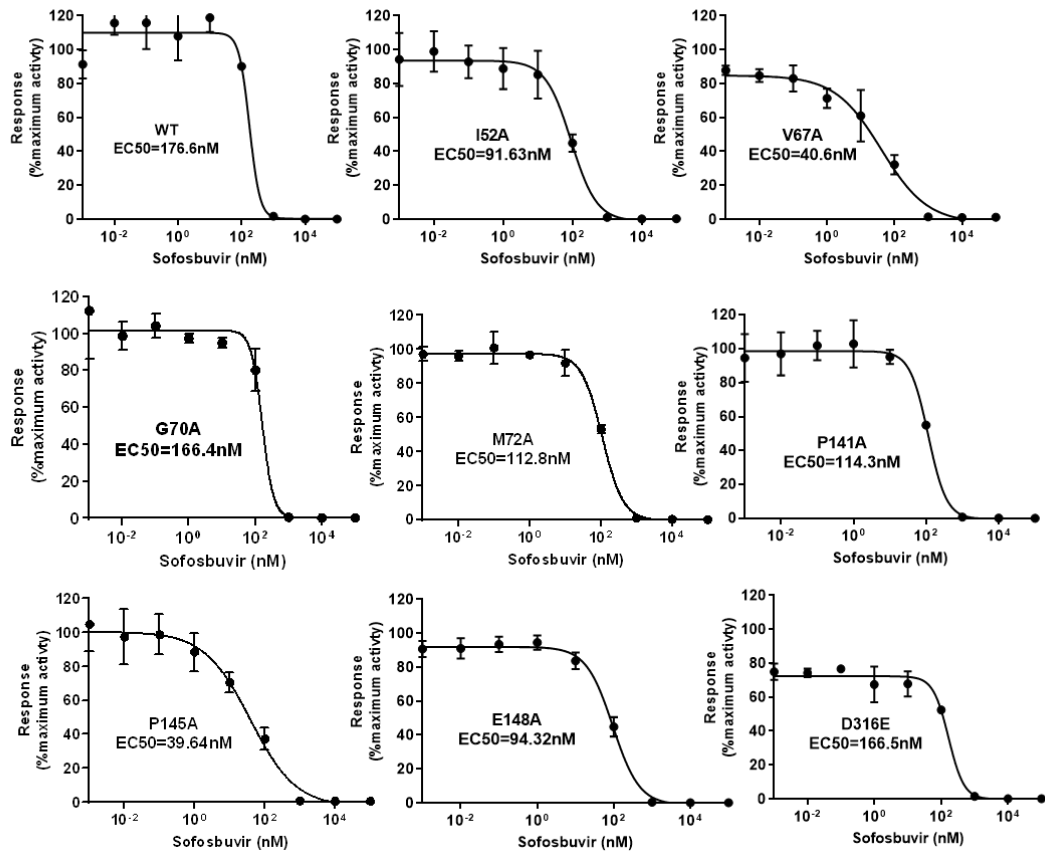 Response
(%maximum activty)
120
100
80
60
40
20
0
WT
EC50=176.6nM
10-2
100
102
104
Sofosbuvir (nM)
Response
(%maximum activty)
120
100
80
60
40
20
0
I52A
EC50=91.63nM
10-2
100
102
104
Sofosbuvir (nM)
Response
(%maximum activty)
120
100
80
60
40
20
0
V67A
EC50=40.6nM
10-2
100
102
104
Sofosbuvir (nM)
Response
(%maximum activty)
120
100
80
60
40
20
0
G70A
EC50=166.4nM
10-2
100
102
104
Sofosbuvir (nM)
Response
(%maximum activty)
120
100
80
60
40
20
0
M72A
EC50=112.8nM
10-2
100
102
104
Sofosbuvir (nM)
Response
(%maximum activty)
120
100
80
60
40
20
0
P141A
EC50=114.3nM
10-2
100
102
104
Sofosbuvir (nM)
Response
(%maximum activty)
120
100
80
60
40
20
0
P145A
EC50=39.64nM
10-2
100
102
104
Sofosbuvir (nM)
Response
(%maximum activty)
120
100
80
60
40
20
0
E148A
EC50=94.32nM
10-2
100
102
104
Sofosbuvir (nM)
Response
(%maximum activty)
120
100
80
60
40
20
0
D316E
EC50=166.5nM
10-2
100
102
104
Sofosbuvir (nM)